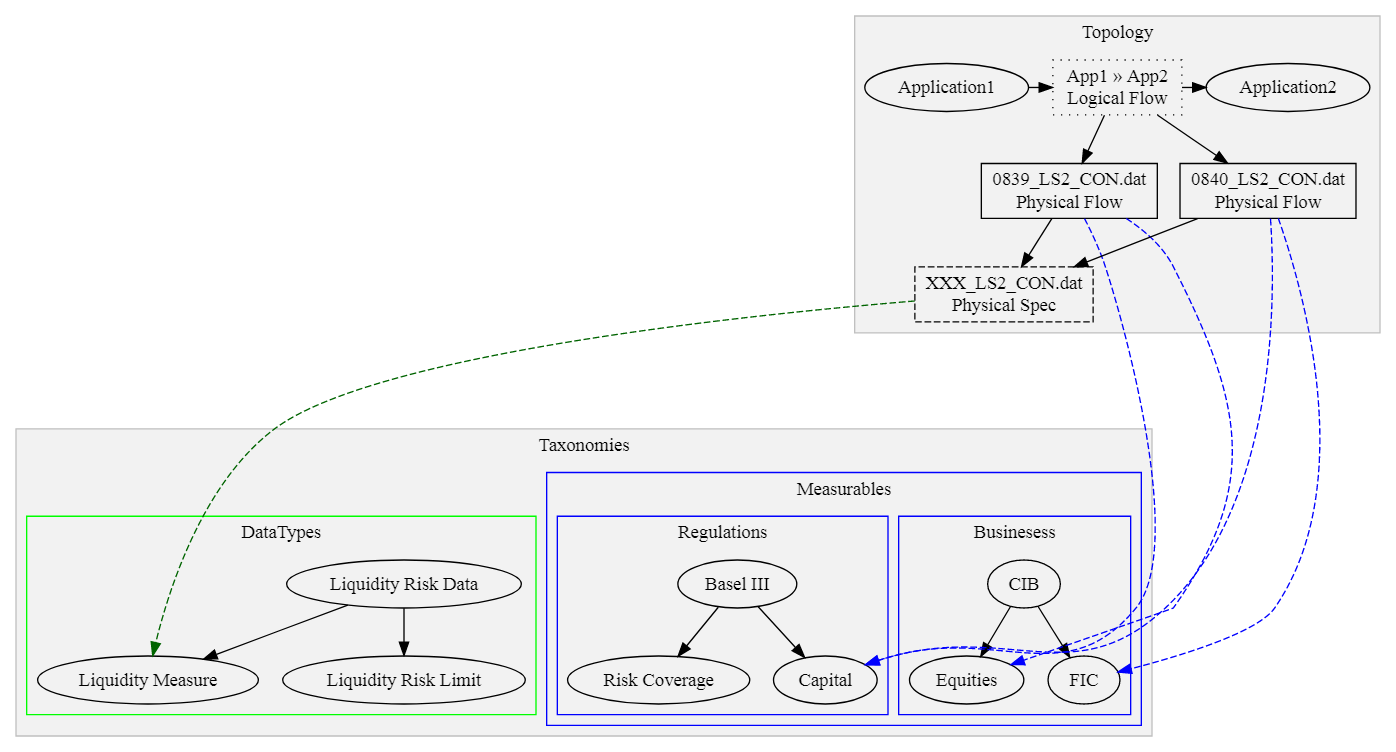 Topology
Application1
App1 » App2
Logical Flow
Application2
0839_LS2_CON.dat
Physical Flow
0840_LS2_CON.dat
Physical Flow
XXX_LS2_CON.dat
Physical Spec
Taxonomies
Measurables
DataTypes
Regulations
Businesess
Liquidity Risk Data
Basel III
CIB
Liquidity Measure
Liquidity Risk Limit
Risk Coverage
Capital
Equities
FIC